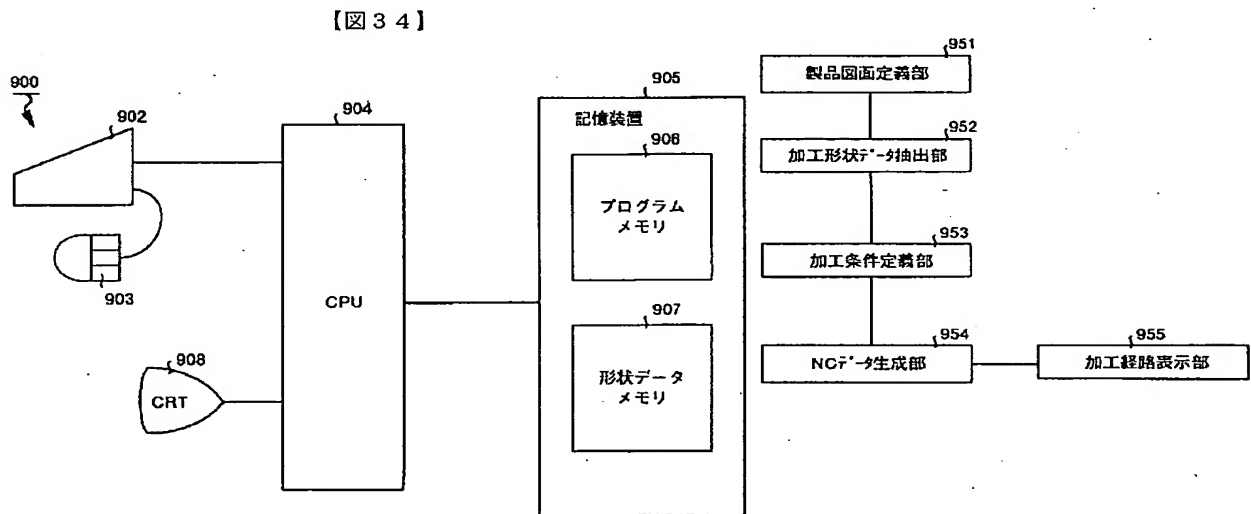 【図34】
900
902
903
904
CPU
908
CRT
905
記憶装置
906
プログラム
メモリ
907
形状データ
メモリ
951
製品図面定義部
952
加工形状データ抽出部
953
加工条件定義部
954
NCデータ生成部
955
加工経路表示部